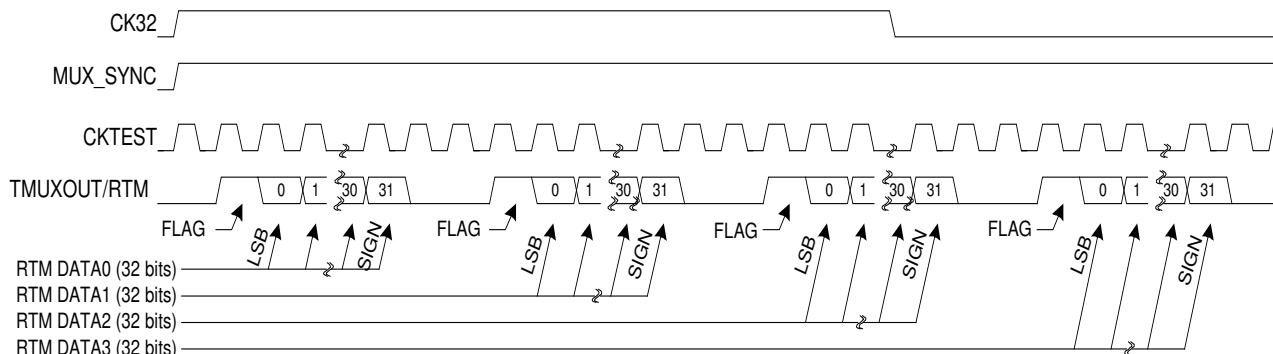 CK32
MUX_SYNC
CKTEST
TMUXOUT/RTM
0 1 30 31 0 1 30 31 0 1 30 31 0 1 30 31
FLAG FLAG FLAG FLAG
LSB SIGN LSB SIGN LSB SIGN LSB SIGN
RTM DATA0 (32 bits)
RTM DATA1 (32 bits)
RTM DATA2 (32 bits)
RTM DATA3 (32 bits)